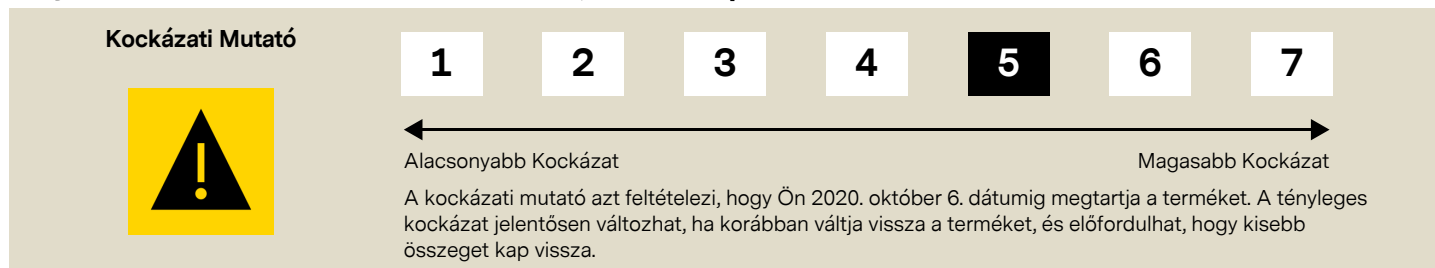 Kockázati Mutató
1 2 3 4 5 6 7
Alacsonyabb Kockázat Magasabb Kockázat
A kockázati mutató azt feltételezi, hogy Ön 2020. október 6. dátumig megtartja a terméket. A tényleges
kockázat jelentősen változhat, ha korábban váltja vissza a terméket, és előfordulhat, hogy kisebb
összeget kap vissza.